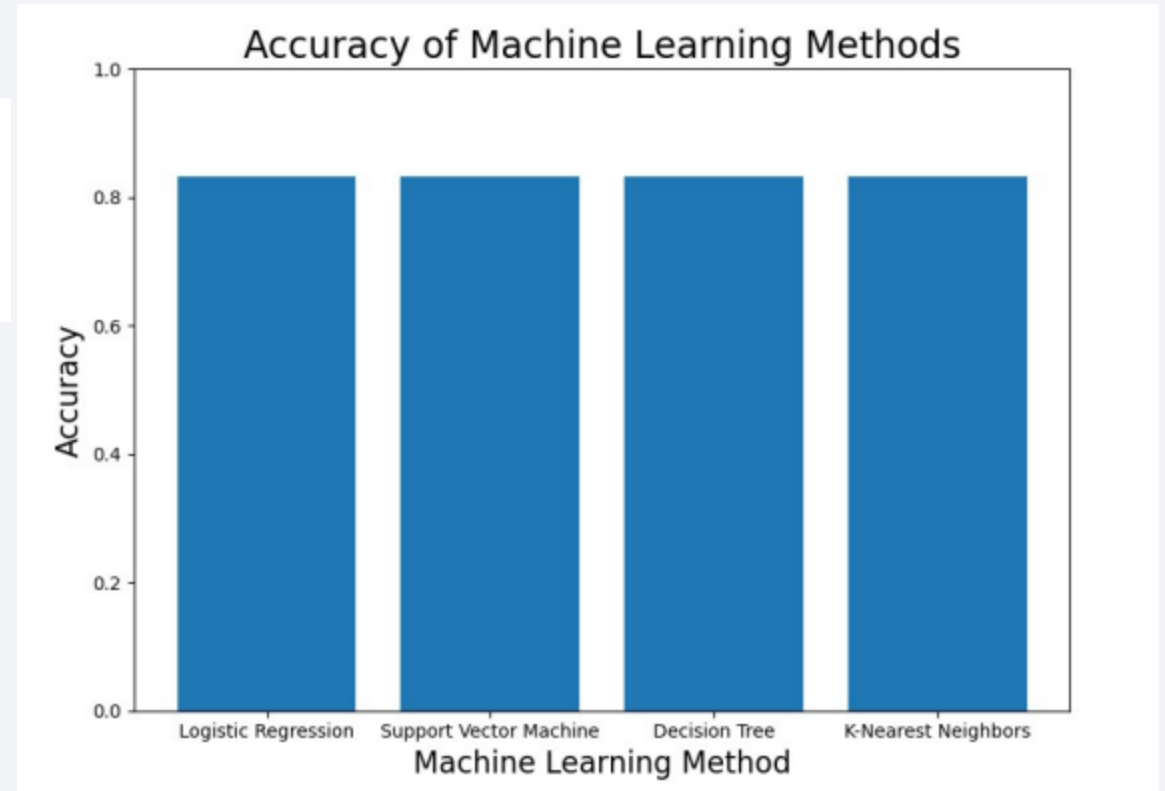 Accuracy of Machine Learning Methods
1.0
0.8
0.6
0.4
0.2
0.0
Accuracy
Logistic Regression Support Vector Machine Decision Tree K-Nearest Neighbors
Machine Learning Method